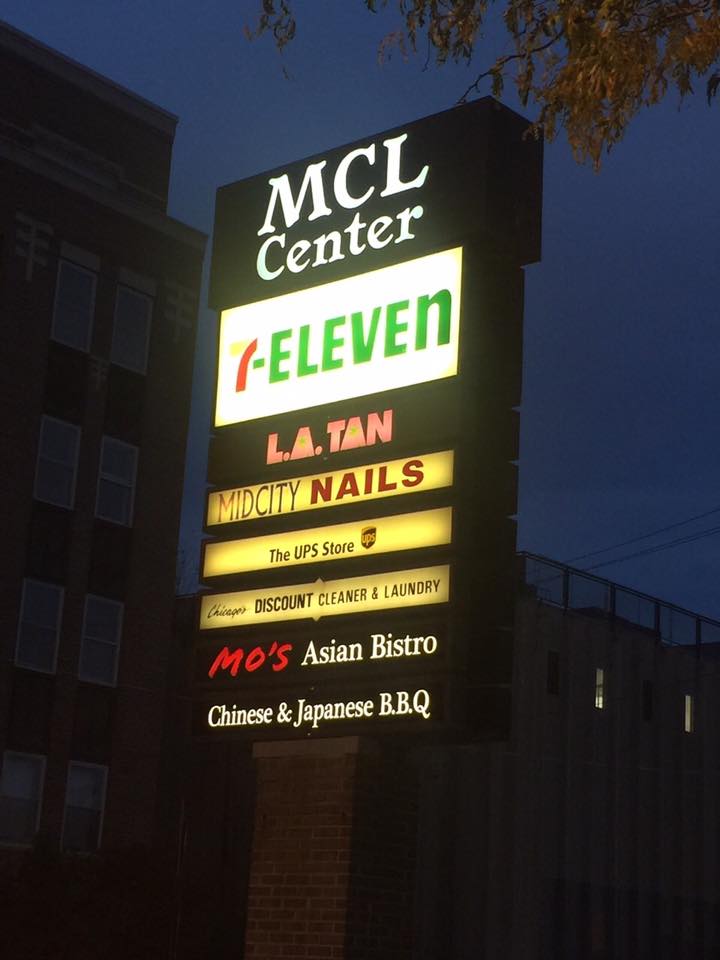 MCL
Center
7-ELEVEn
L.A. TAN
MIDCITY NAILS
The UPS Store ups
Chicago's DISCOUNT CLEANER & LAUNDRY
MO'S Asian Bistro
Chinese & Japanese B.B.Q